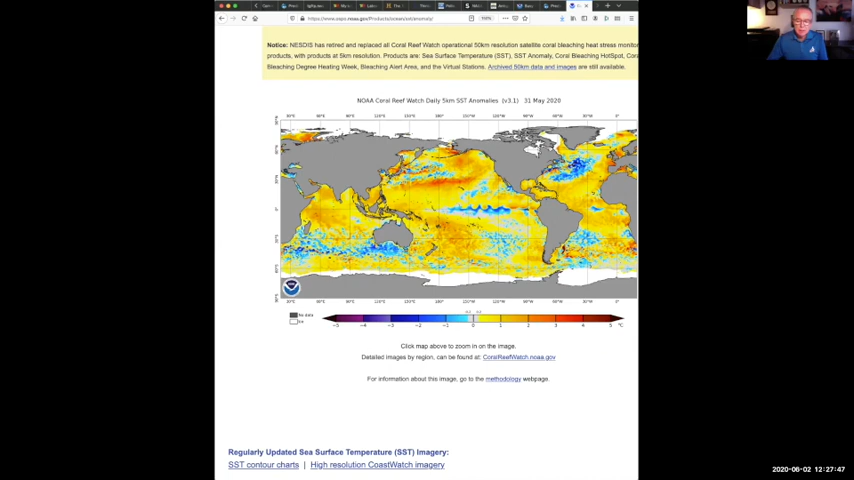 https://www.ospo.noaa.gov/Products/ocean/sst/anomaly/
Notice: NESDIS has retired and replaced all Coral Reef Watch operational 50km resolution satellite coral bleaching heat stress monitor
products, with products at 5km resolution. Products are: Sea Surface Temperature (SST), SST Anomaly, Coral Bleaching HotSpot, Cora
Bleaching Degree Heating Week, Bleaching Alert Area, and the Virtual Stations. Archived 50km data and images are still available.
NOAA Coral Reef Watch Daily 5km SST Anomalies (v3.1) 31 May 2020
-5 -4 -3 -2 -1 0 1 2 3 4 5 °C
Click map above to zoom in on the image.
Detailed images by region, can be found at: CoralReefWatch.noaa.gov
For information about this image, go to the methodology webpage
Regularly Updated Sea Surface Temperature (SST) Imagery:
SST contour charts | High resolution CoastWatch imagery
2020-06-02 12:27:47